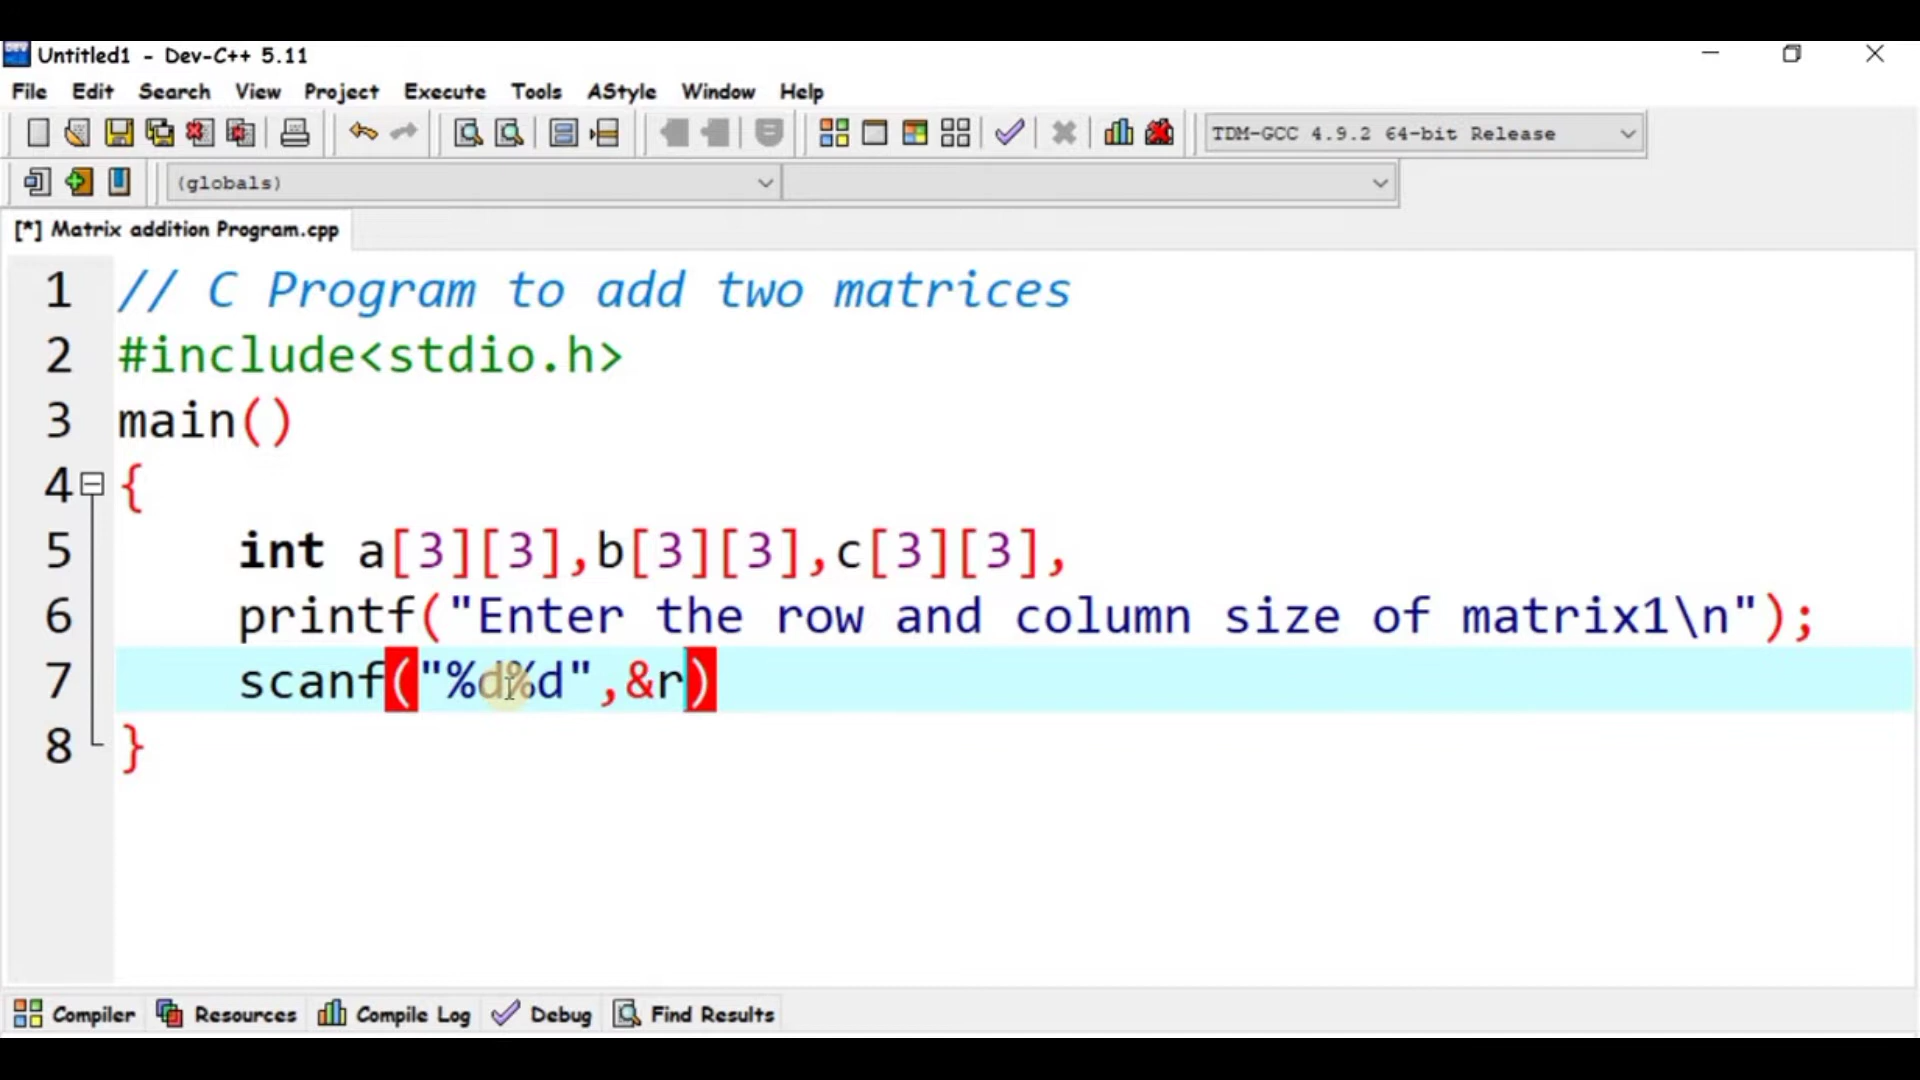 Untitled1 - Dev-C++ 5.11
File Edit Search View Project Execute Tools AStyle Window Help
TDM-GCC 4.9.2 64-bit Release
(globals)
[*] Matrix addition Program.cpp
1 // C Program to add two matrices
2 #include<stdio.h>
3 main()
4 {
5 int a[3][3],b[3][3],c[3][3],
6 printf("Enter the row and column size of matrix1\n");
7 scanf("%d%d",&r)
8 }
Compiler Resources Compile Log Debug Find Results